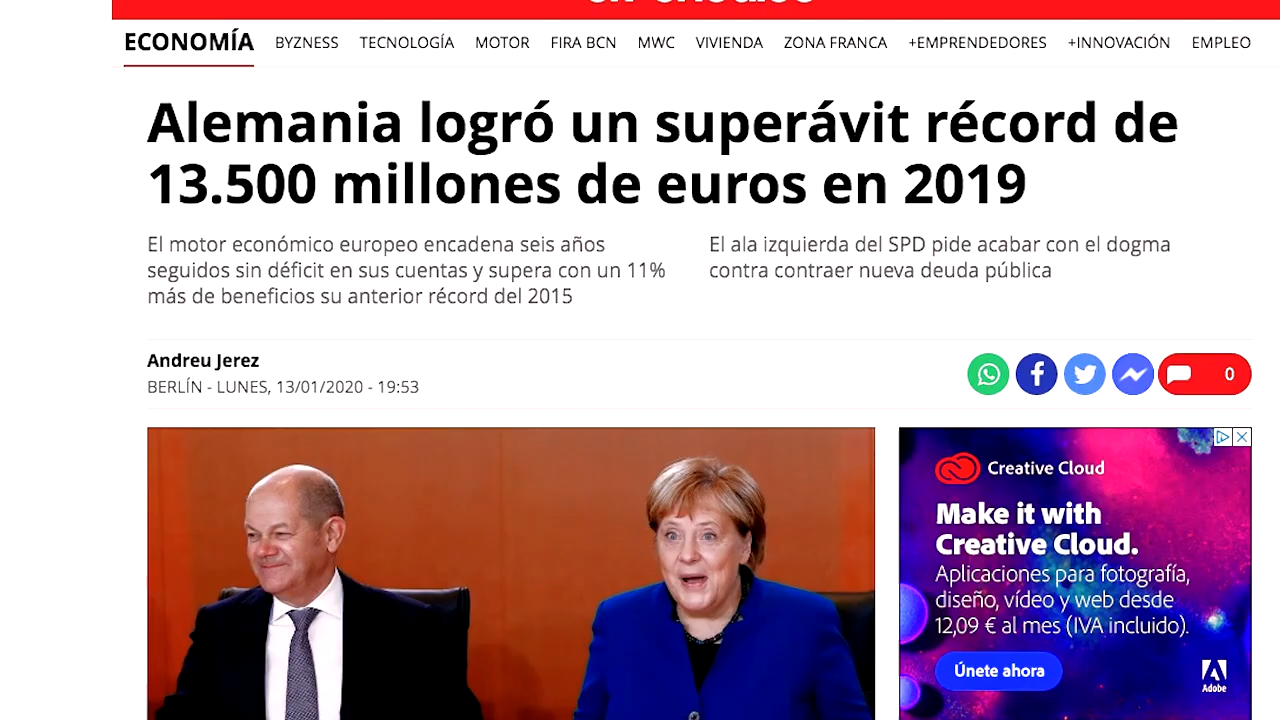 ECONOMÍA BYZNESS TECNOLOGÍA MOTOR FIRA BCN MWC VIVIENDA ZONA FRANCA +EMPRENDEDORES +INNOVACIÓN EMPLEO
Alemania logró un superávit récord de
13.500 millones de euros en 2019
El motor económico europeo encadena seis años
seguidos sin déficit en sus cuentas y supera con un 11%
más de beneficios su anterior récord del 2015
El ala izquierda del SPD pide acabar con el dogma
contra contraer nueva deuda pública
Andreu Jerez
BERLÍN - LUNES, 13/01/2020 - 19:53
0
Creative Cloud
Make it with
Creative Cloud.
Aplicaciones para fotografía,
diseño, vídeo y web desde
12,09 € al mes (IVA incluido).
Únete ahora
Adobe